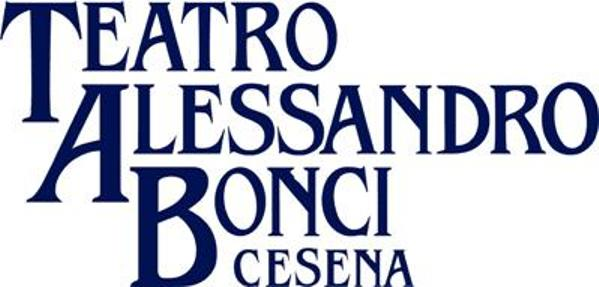 TEATRO
ALESSANDRO
BONCI
CESENA